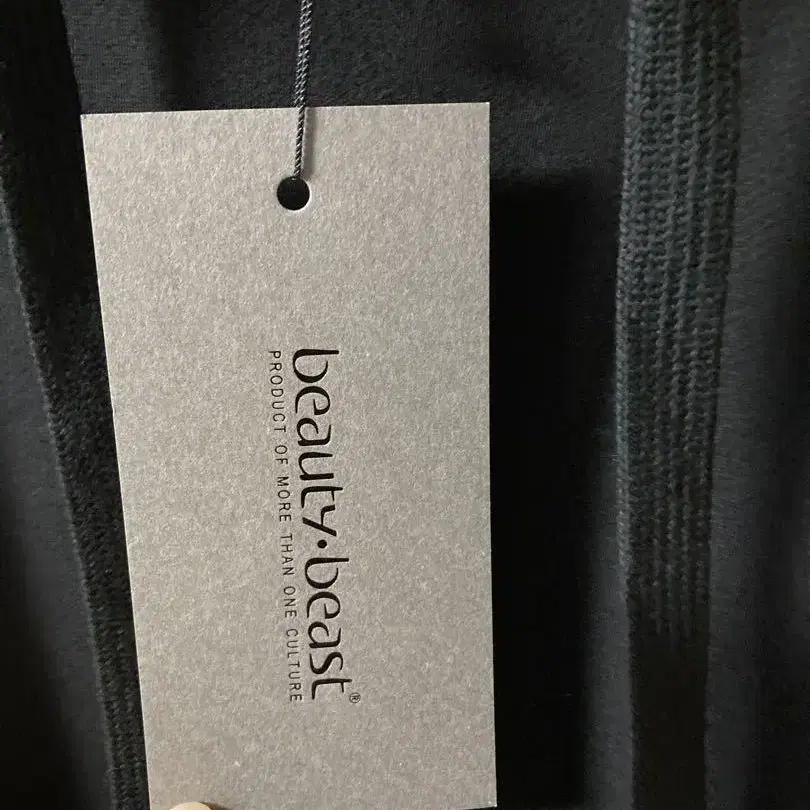 beauty·beast®
PRODUCT OF MORE THAN ONE CULTURE